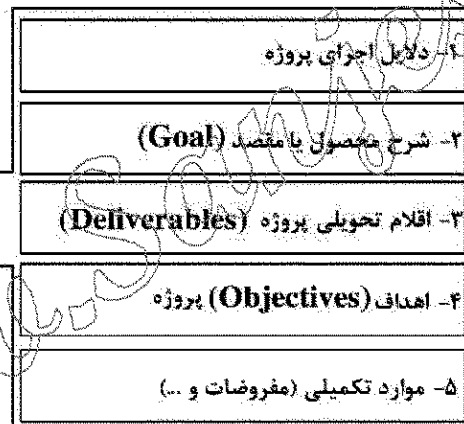 ۱- دلایل اجرای پروژه
۲- شرح محصول یا مقصد (Goal)
۳- اقلام تحویلی پروژه (Deliverables)
۴- اهداف (Objectives) پروژه
۵- موارد تکمیلی (مفروضات و ...)